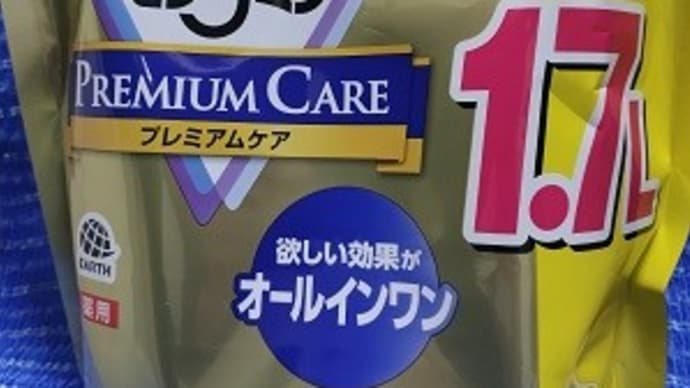 PREMIUM CARE
プレミアムケア
1.7L
EARTH
薬用
欲しい効果が
オールインワン